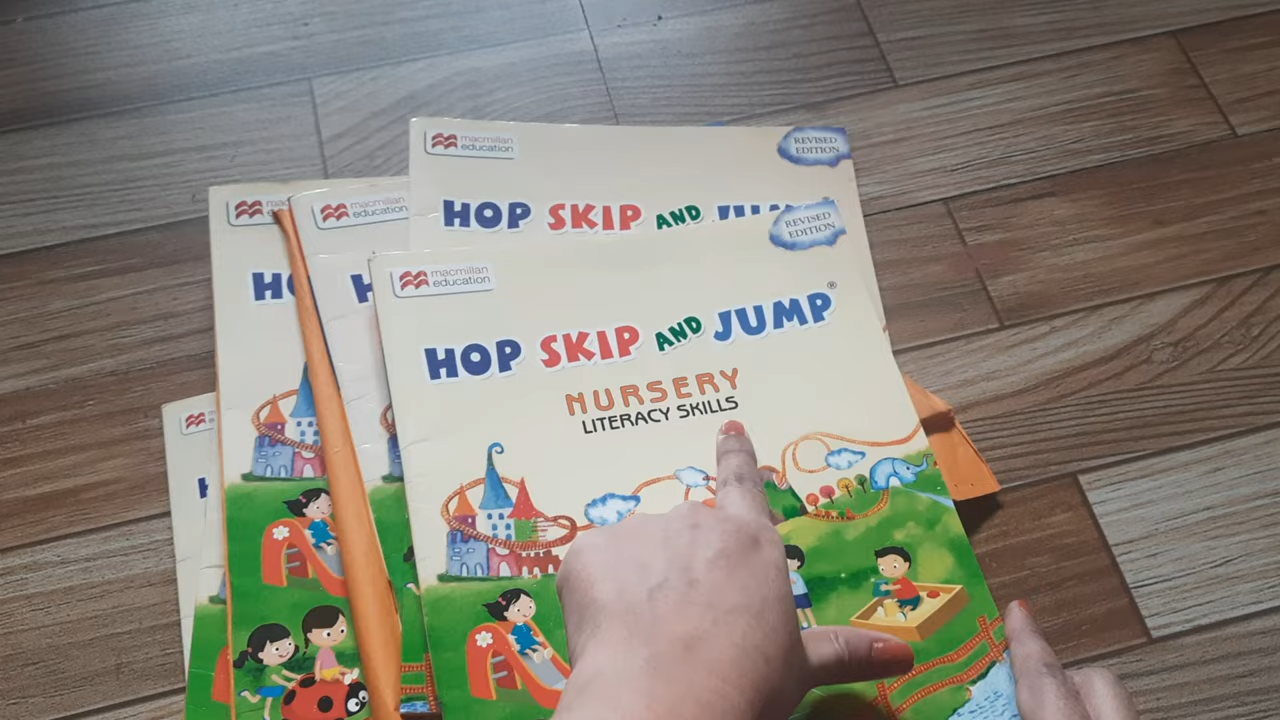 macmillan
education
REVISED
EDITION
HOP SKIP AND
macmillan
education
REVISED
EDITION
HOP SKIP AND JUMP®
NURSERY
LITERACY SKILLS
macmillan
education